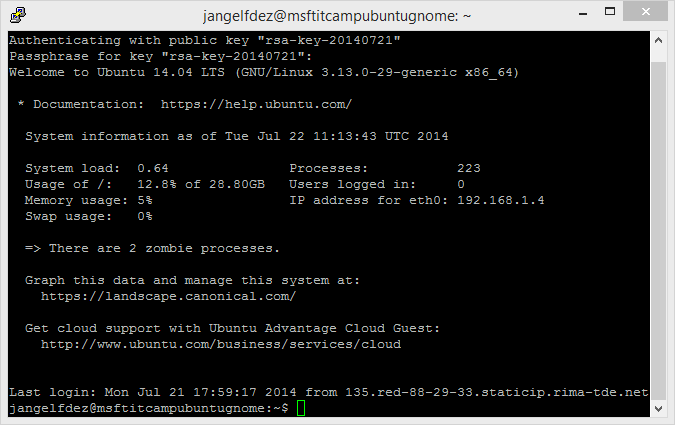 jangelfdez@msftitcampubuntugnome: ~
Authenticating with public key "rsa-key-20140721"
Passphrase for key "rsa-key-20140721":
Welcome to Ubuntu 14.04 LTS (GNU/Linux 3.13.0-29-generic x86_64)
* Documentation:  https://help.ubuntu.com/
System information as of Tue Jul 22 11:13:43 UTC 2014
System load:  0.64               Processes:           223
Usage of /:   12.8% of 28.80GB   Users logged in:     0
Memory usage: 5%                 IP address for eth0: 192.168.1.4
Swap usage:   0%
=> There are 2 zombie processes.
Graph this data and manage this system at:
https://landscape.canonical.com/
Get cloud support with Ubuntu Advantage Cloud Guest:
http://www.ubuntu.com/business/services/cloud
Last login: Mon Jul 21 17:59:17 2014 from 135.red-88-29-33.staticip.rima-tde.net
jangelfdez@msftitcampubuntugnome:~$